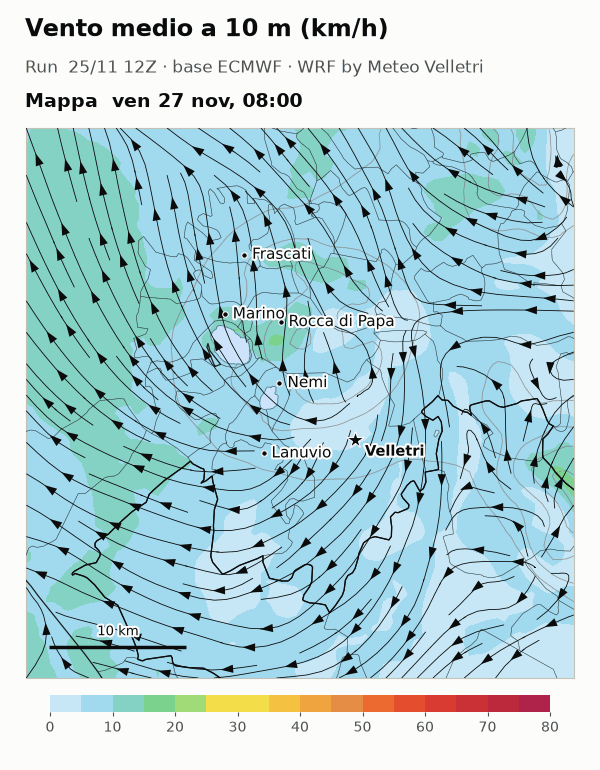 Vento medio a 10 m (km/h)
Run  25/11 12Z · base ECMWF · WRF by Meteo Velletri
Mappa  ven 27 nov, 08:00
Frascati
Marino
Rocca di Papa
Nemi
Lanuvio
Velletri
10 km
0 10 20 30 40 50 60 70 80